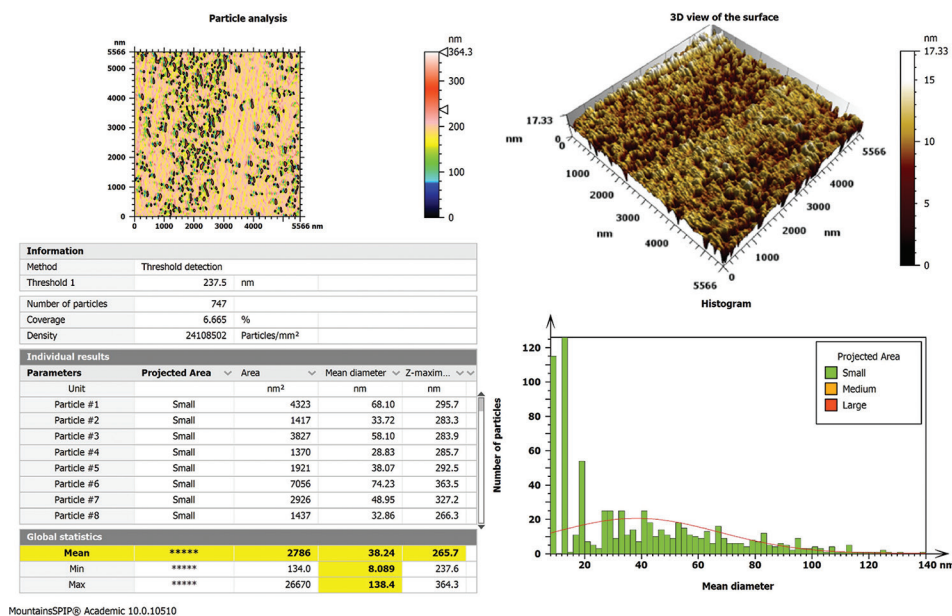 Particle analysis
nm
5566
5000
4000
3000
2000
1000
0
0 1000 2000 3000 4000 5566 nm
nm
364.3
300
200
100
0
3D view of the surface
nm
17.33
15
10
5
0
17.33
nm
0
0
1000
2000
3000
nm
4000
5566
5566
4000
3000
nm
2000
1000
0
Information
Method Threshold detection
Threshold 1 237.5 nm
Number of particles 747
Coverage 6.665 %
Density 24108502 Particles/mm²
Individual results
Parameters Projected Area Area Mean diameter Z-maxim...
Unit nm² nm nm
Particle #1 Small 4323 68.10 295.7
Particle #2 Small 1417 33.72 283.3
Particle #3 Small 3827 58.10 283.9
Particle #4 Small 1370 28.83 285.7
Particle #5 Small 1921 38.07 292.5
Particle #6 Small 7056 74.23 363.5
Particle #7 Small 2926 48.95 327.2
Particle #8 Small 1437 32.86 266.3
Global statistics
Mean ***** 2786 38.24 265.7
Min ***** 134.0 8.089 237.6
Max ***** 26670 138.4 364.3
MountainsSPIP® Academic 10.0.10510
Histogram
Number of particles
120
100
80
60
40
20
10
0
Projected Area
Small
Medium
Large
20 40 60 80 100 120 140 nm
Mean diameter